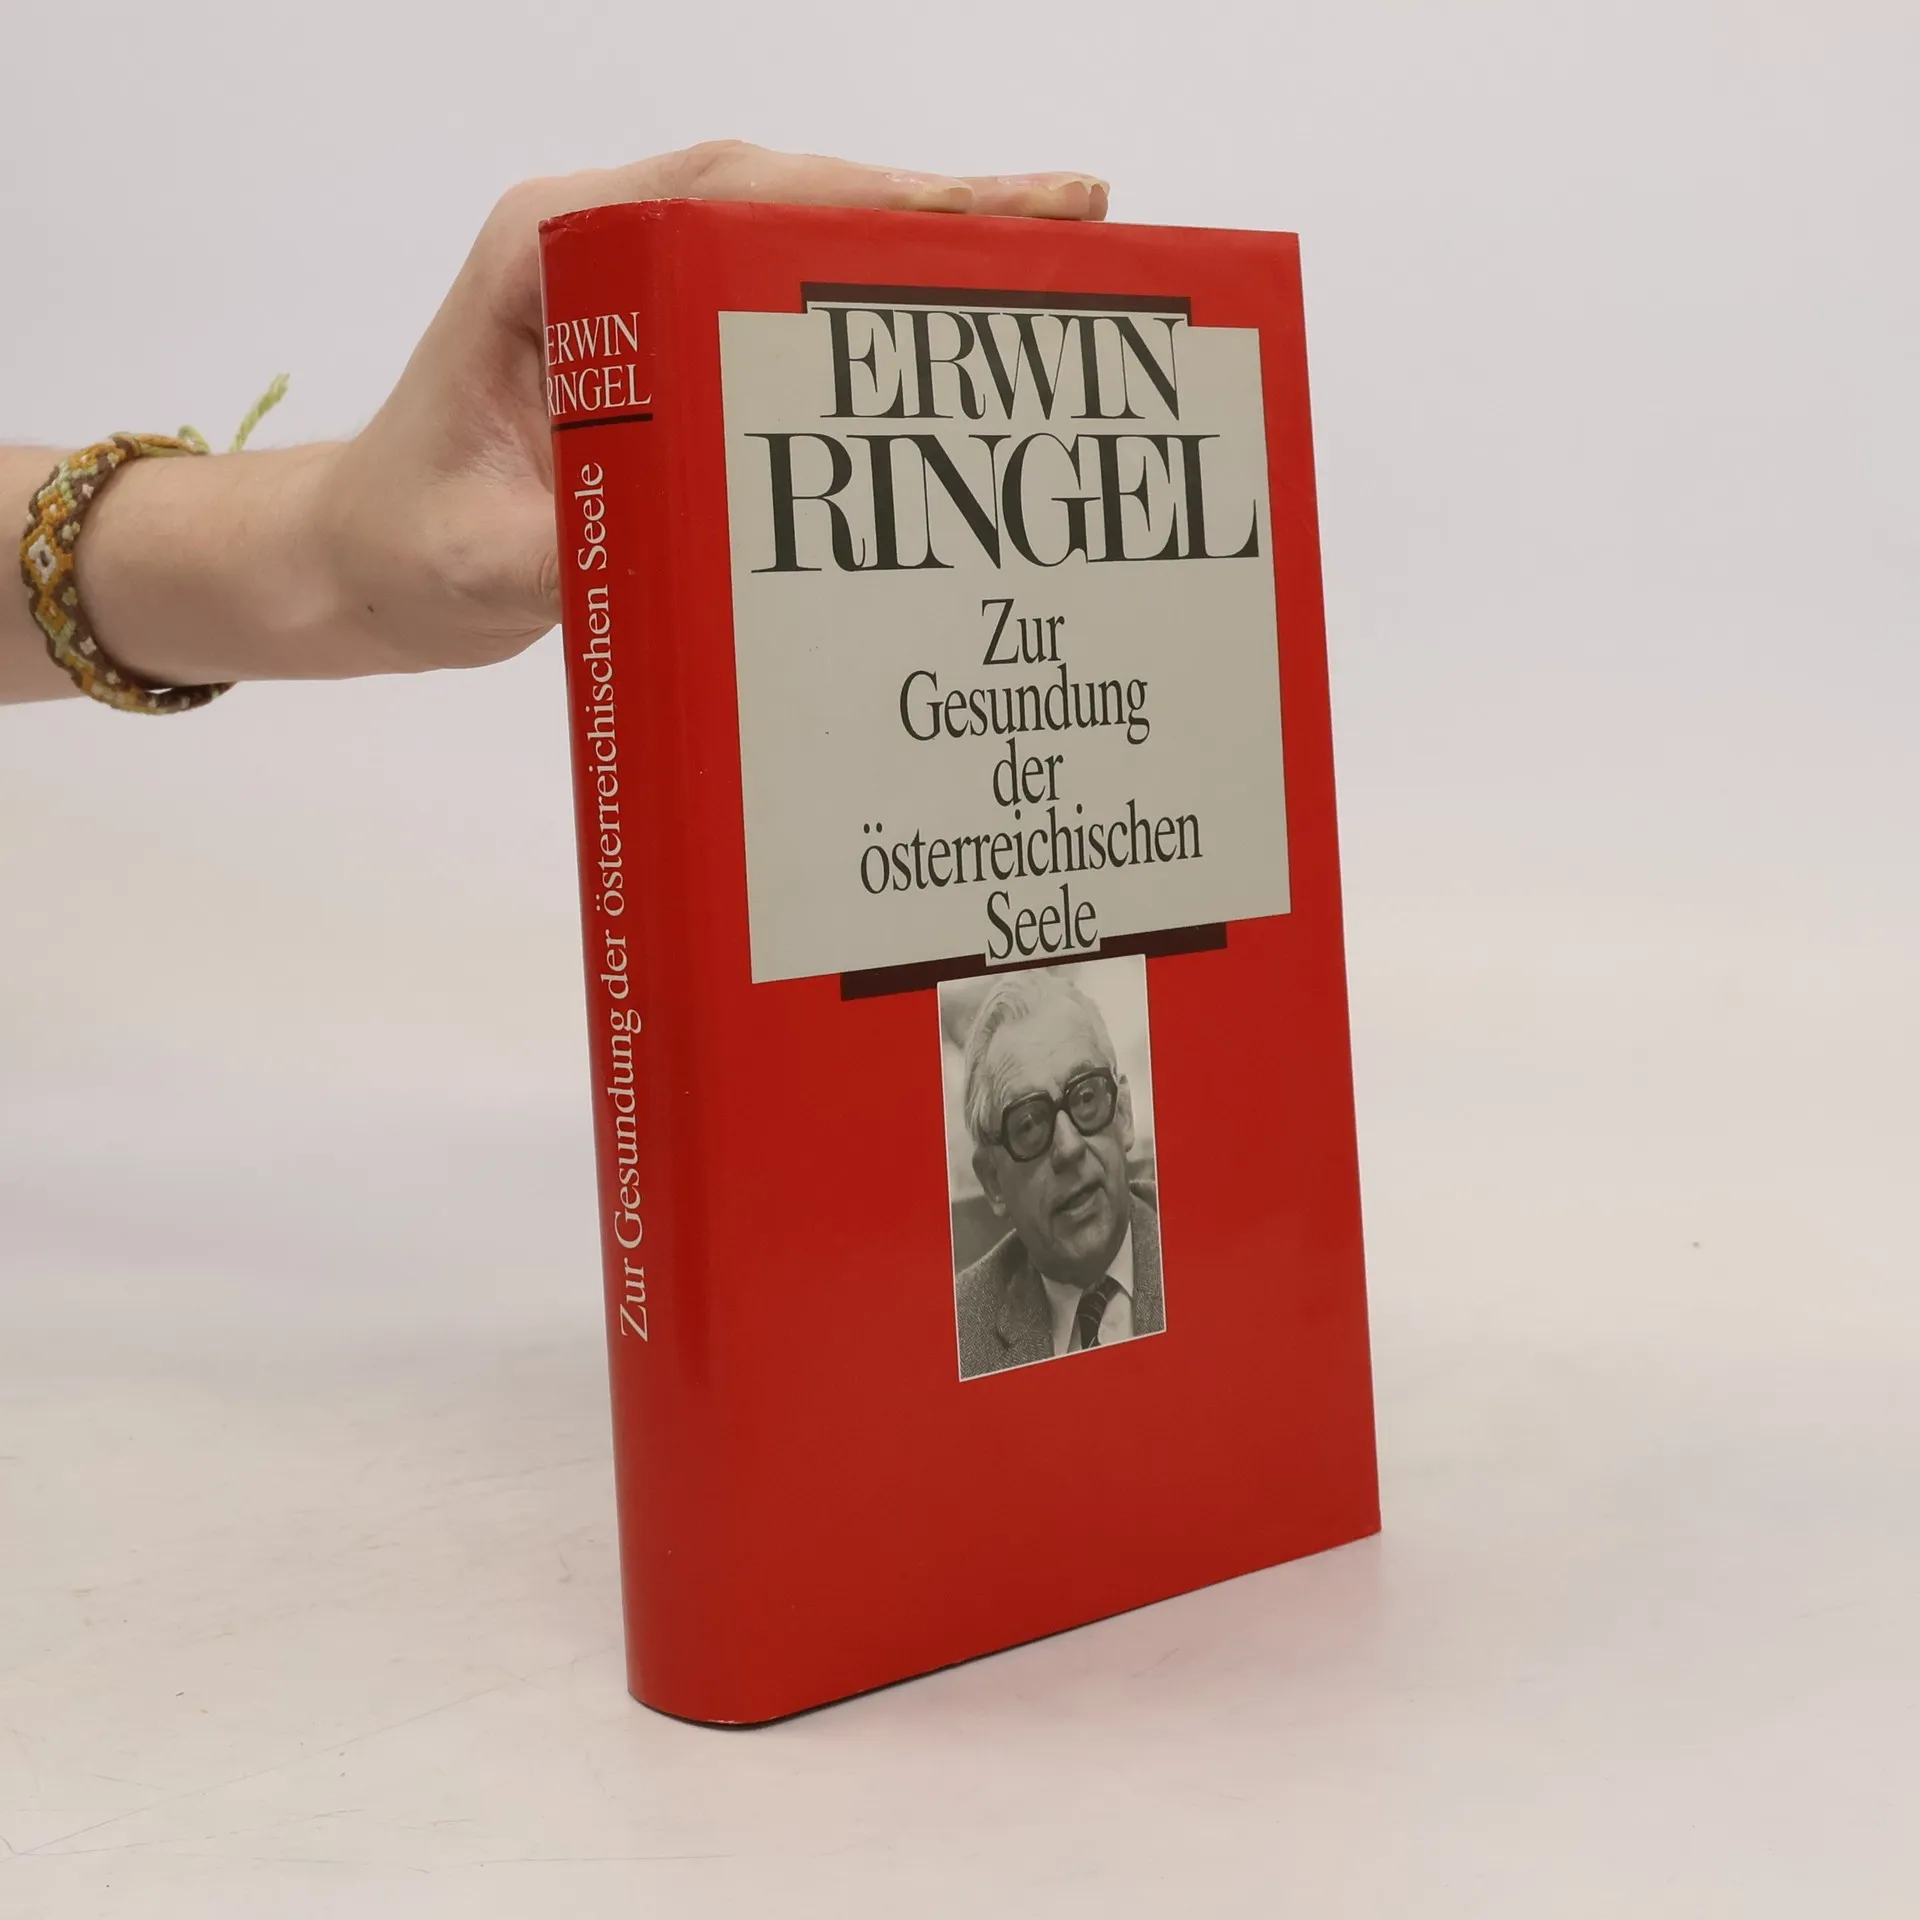 ERWIN
RINGEL
Zur Gesundung der österreichischen Seele
ERWIN
RINGEL
Zur
Gesundung
der
österreichischen
Seele